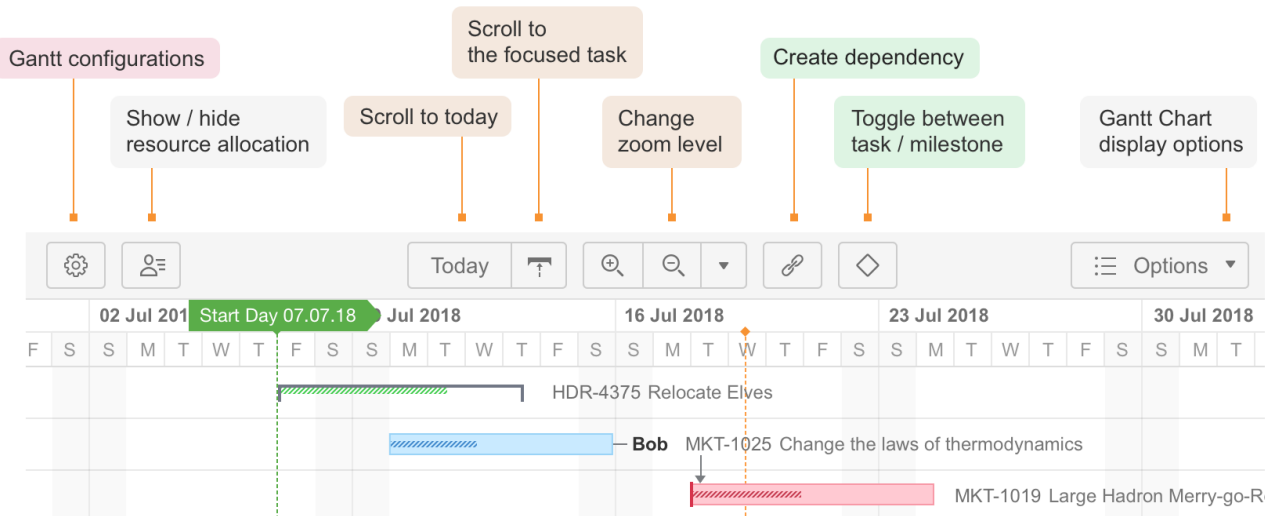 Scroll to
the focused task
Gantt configurations
Create dependency
Show / hide
resource allocation
Scroll to today
Change
zoom level
Toggle between
task / milestone
Gantt Chart
display options
Today
Options
02 Jul 201
Start Day 07.07.18
Jul 2018
16 Jul 2018
23 Jul 2018
30 Jul 2018
F S S M T W T F S S M T W T F S S M T W T F S S M T W T F S S M T
HDR-4375 Relocate Elves
Bob MKT-1025 Change the laws of thermodynamics
MKT-1019 Large Hadron Merry-go-R